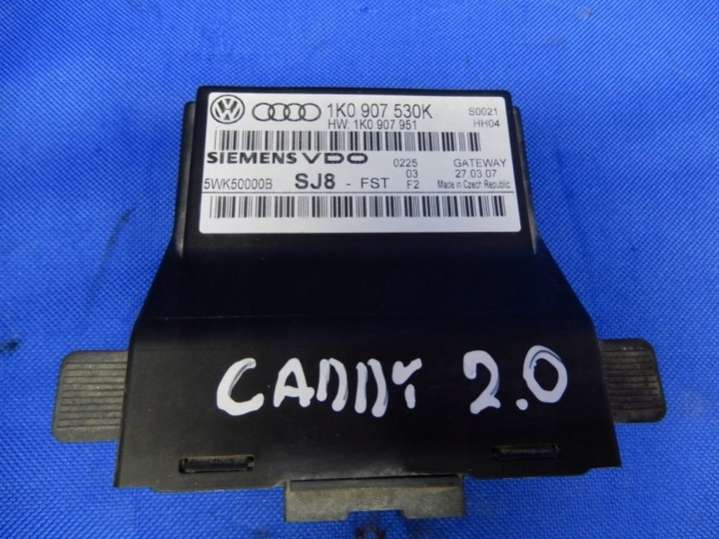 1K0 907 530K S0021
HW: 1K0 907 951 HH04
SIEMENS VDO 0225 GATEWAY
03 27.03.07
5WK50000B SJ8 - FST F2 Made in Czech Republic
CADDY 2.0